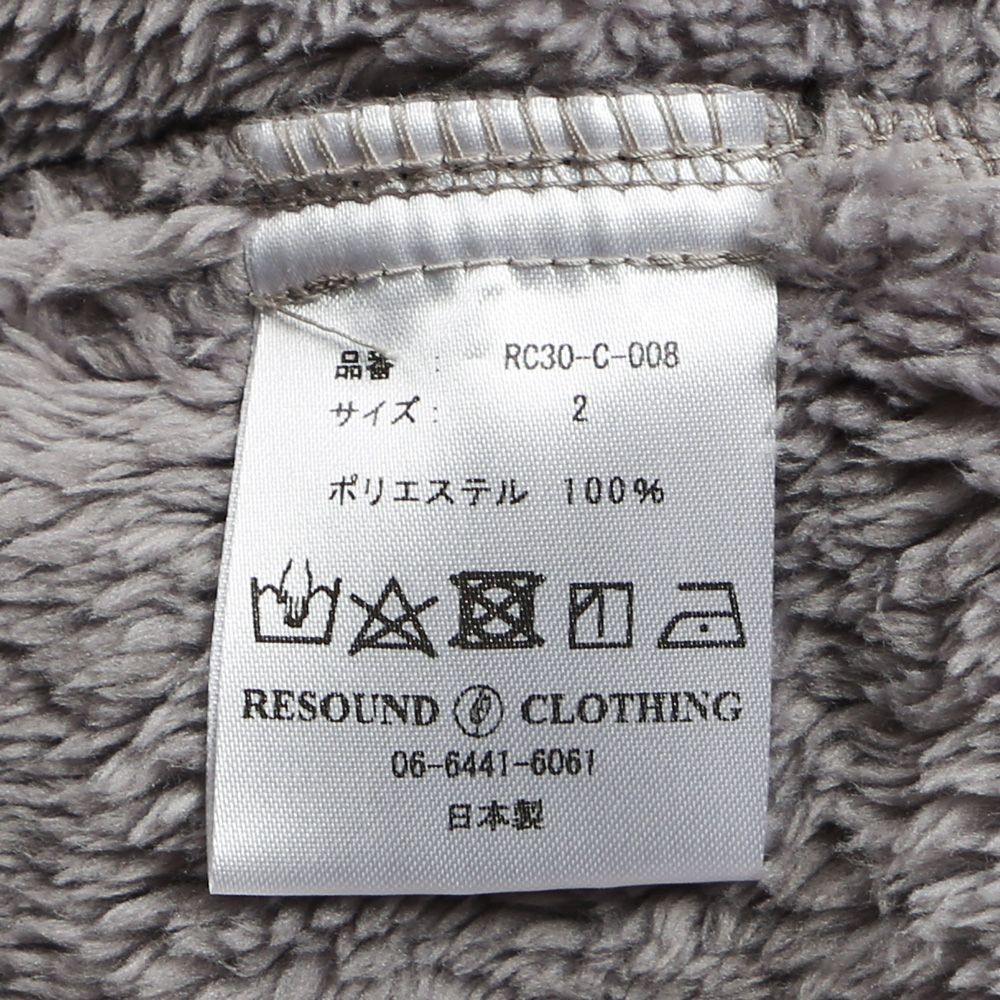 品番 : RC30-C-008
サイズ: 2
ポリエステル 100%
RESOUND CLOTHING
06-6441-6061
日本製